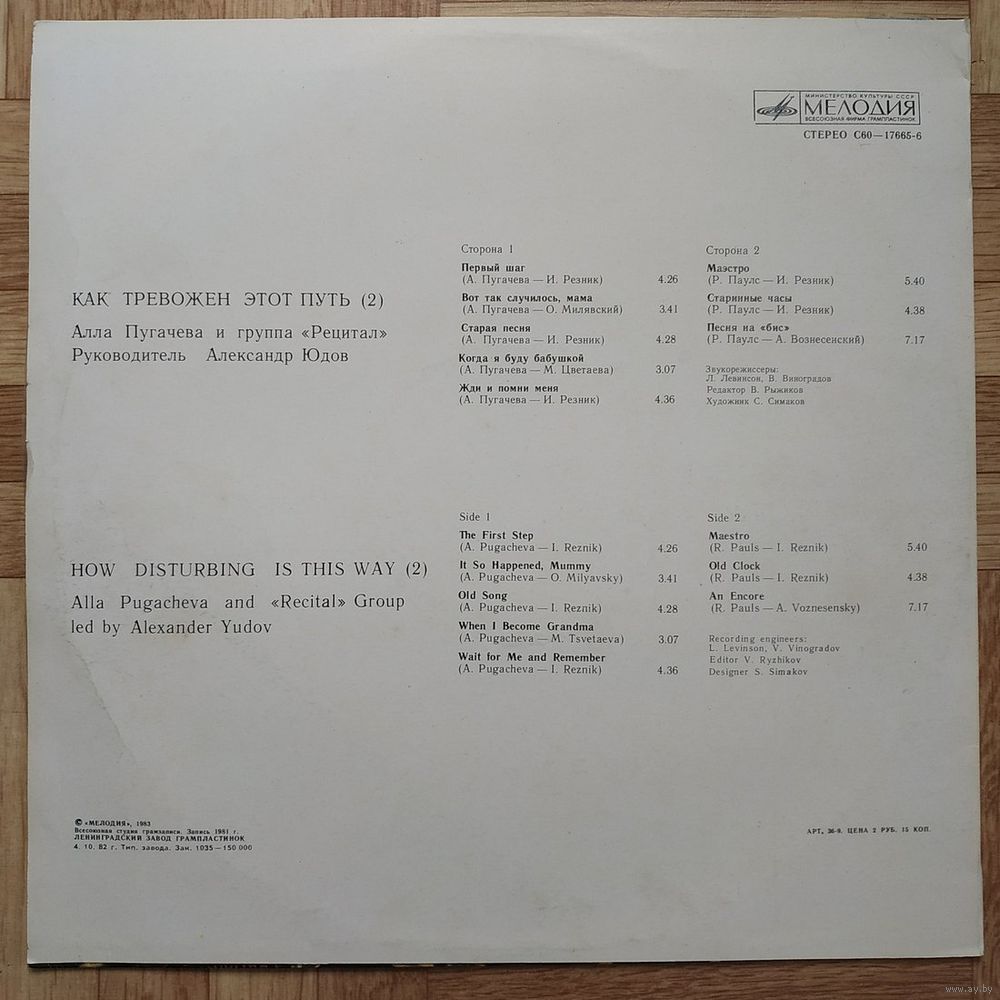 МИНИСТЕРСТВО КУЛЬТУРЫ СССР
МЕЛОДИЯ
ВСЕСОЮЗНАЯ ФИРМА ГРАМПЛАСТИНОК
СТЕРЕО С60—17665-6
КАК ТРЕВОЖЕН ЭТОТ ПУТЬ (2)
Алла Пугачева и группа «Рецитал»
Руководитель Александр Юдов
Сторона 1
Первый шаг
(А. Пугачева — И. Резник) 4.26
Вот так случилось, мама
(А. Пугачева — О. Милявский) 3.41
Старая песня
(А. Пугачева — И. Резник) 4.28
Когда я буду бабушкой
(А. Пугачева — М. Цветаева) 3.07
Жди и помни меня
(А. Пугачева — И. Резник) 4.36
Сторона 2
Маэстро
(Р. Паулс — И. Резник) 5.40
Старинные часы
(Р. Паулс — И. Резник) 4.38
Песня на «бис»
(Р. Паулс — А. Вознесенский) 7.17
Звукорежиссеры:
Л. Левинсон, В. Виноградов
Редактор В. Рыжиков
Художник С. Симаков
HOW DISTURBING IS THIS WAY (2)
Alla Pugacheva and «Recital» Group
led by Alexander Yudov
Side 1
The First Step
(A. Pugacheva — I. Reznik) 4.26
It So Happened, Mummy
(A. Pugacheva — O. Milyavsky) 3.41
Old Song
(A. Pugacheva — I. Reznik) 4.28
When I Become Grandma
(A. Pugacheva — M. Tsvetaeva) 3.07
Wait for Me and Remember
(A. Pugacheva — I. Reznik) 4.36
Side 2
Maestro
(R. Pauls — I. Reznik) 5.40
Old Clock
(R. Pauls — I. Reznik) 4.38
An Encore
(R. Pauls — A. Voznesensky) 7.17
Recording engineers:
L. Levinson, V. Vinogradov
Editor V. Ryzhikov
Designer S. Simakov
© «МЕЛОДИЯ», 1983
Всесоюзная студия грамзаписи. Запись 1981 г.
ЛЕНИНГРАДСКИЙ ЗАВОД ГРАМПЛАСТИНОК
4. 10. 82 г. Тип. завода. Зак. 1035—150 000
АРТ. 36-9. ЦЕНА 2 РУБ. 15 КОП.
www.ay.by